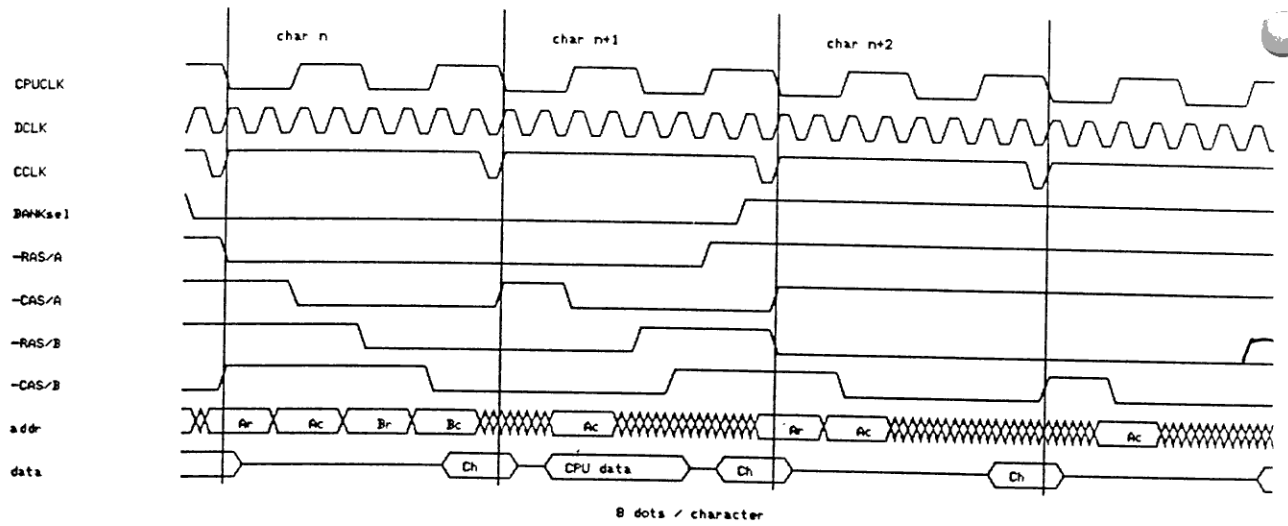 char n
char n+1
char n+2
CPUCLK
DCLK
CCLK
BANKsel
-RAS/A
-CAS/A
-RAS/B
-CAS/B
addr Ar Ac Br Bc Ac Ar Ac Ac
data Ch CPU data Ch Ch
8 dots / character